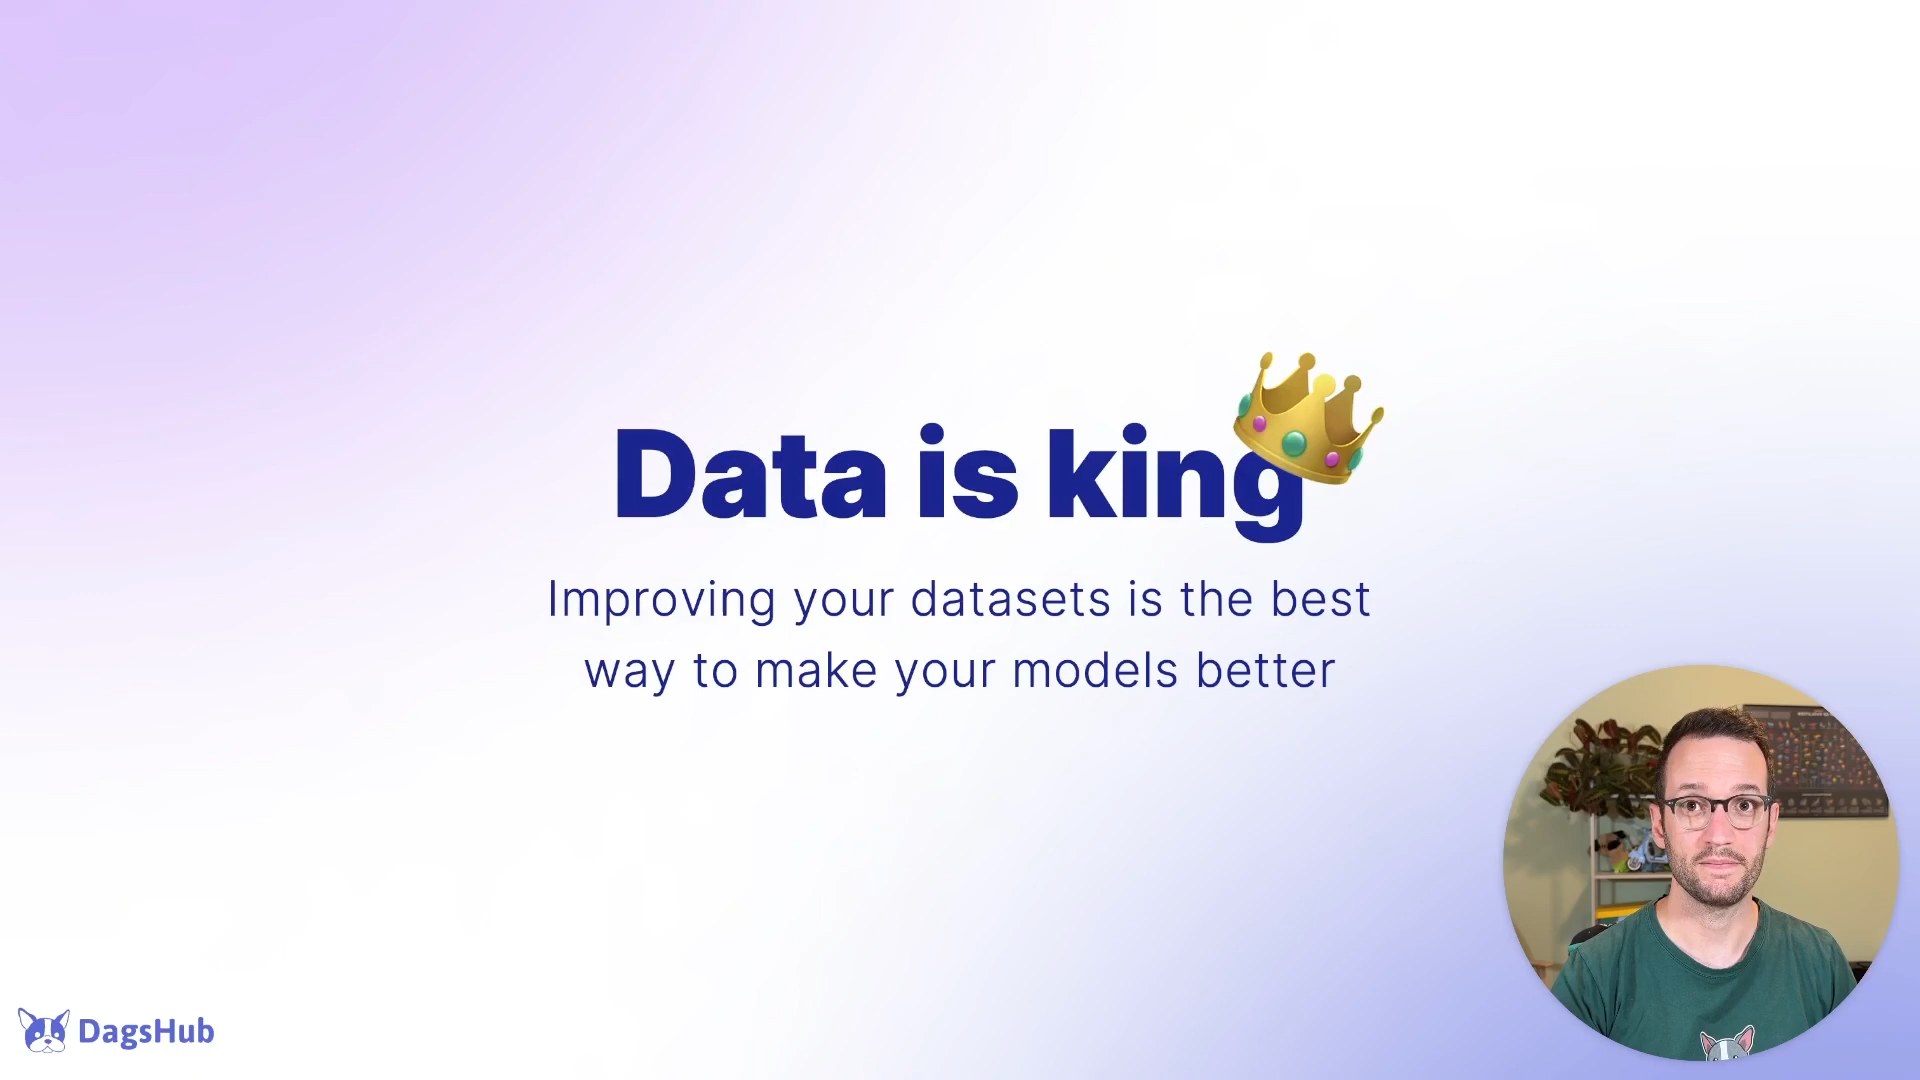 Data is king
Improving your datasets is the best
way to make your models better
DagsHub